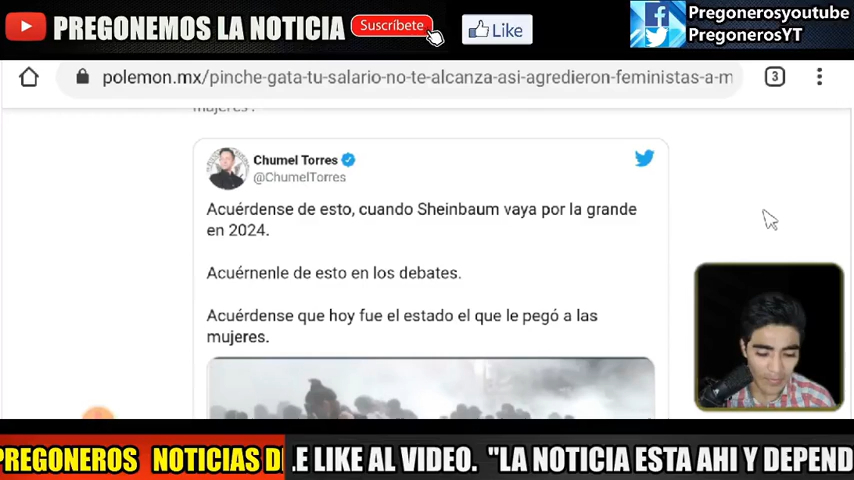 PREGONEMOS LA NOTICIA
Suscríbete
Like
Pregonerosyoutube
PregonerosYT
polemon.mx/pinche-gata-tu-salario-no-te-alcanza-asi-agredieron-feministas-a-m
3
mujeres".
Chumel Torres
@ChumelTorres
Acuérdense de esto, cuando Sheinbaum vaya por la grande
en 2024.
Acuérnenle de esto en los debates.
Acuérdense que hoy fue el estado el que le pegó a las
mujeres.
PREGONEROS NOTICIAS D
.E LIKE AL VIDEO. "LA NOTICIA ESTA AHI Y DEPEND